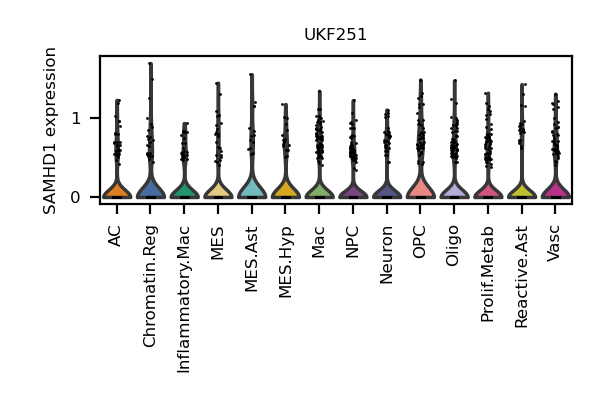 UKF251
SAMHD1 expression
1
0
AC
Chromatin.Reg
Inflammatory.Mac
MES
MES.Ast
MES.Hyp
Mac
NPC
Neuron
OPC
Oligo
Prolif.Metab
Reactive.Ast
Vasc